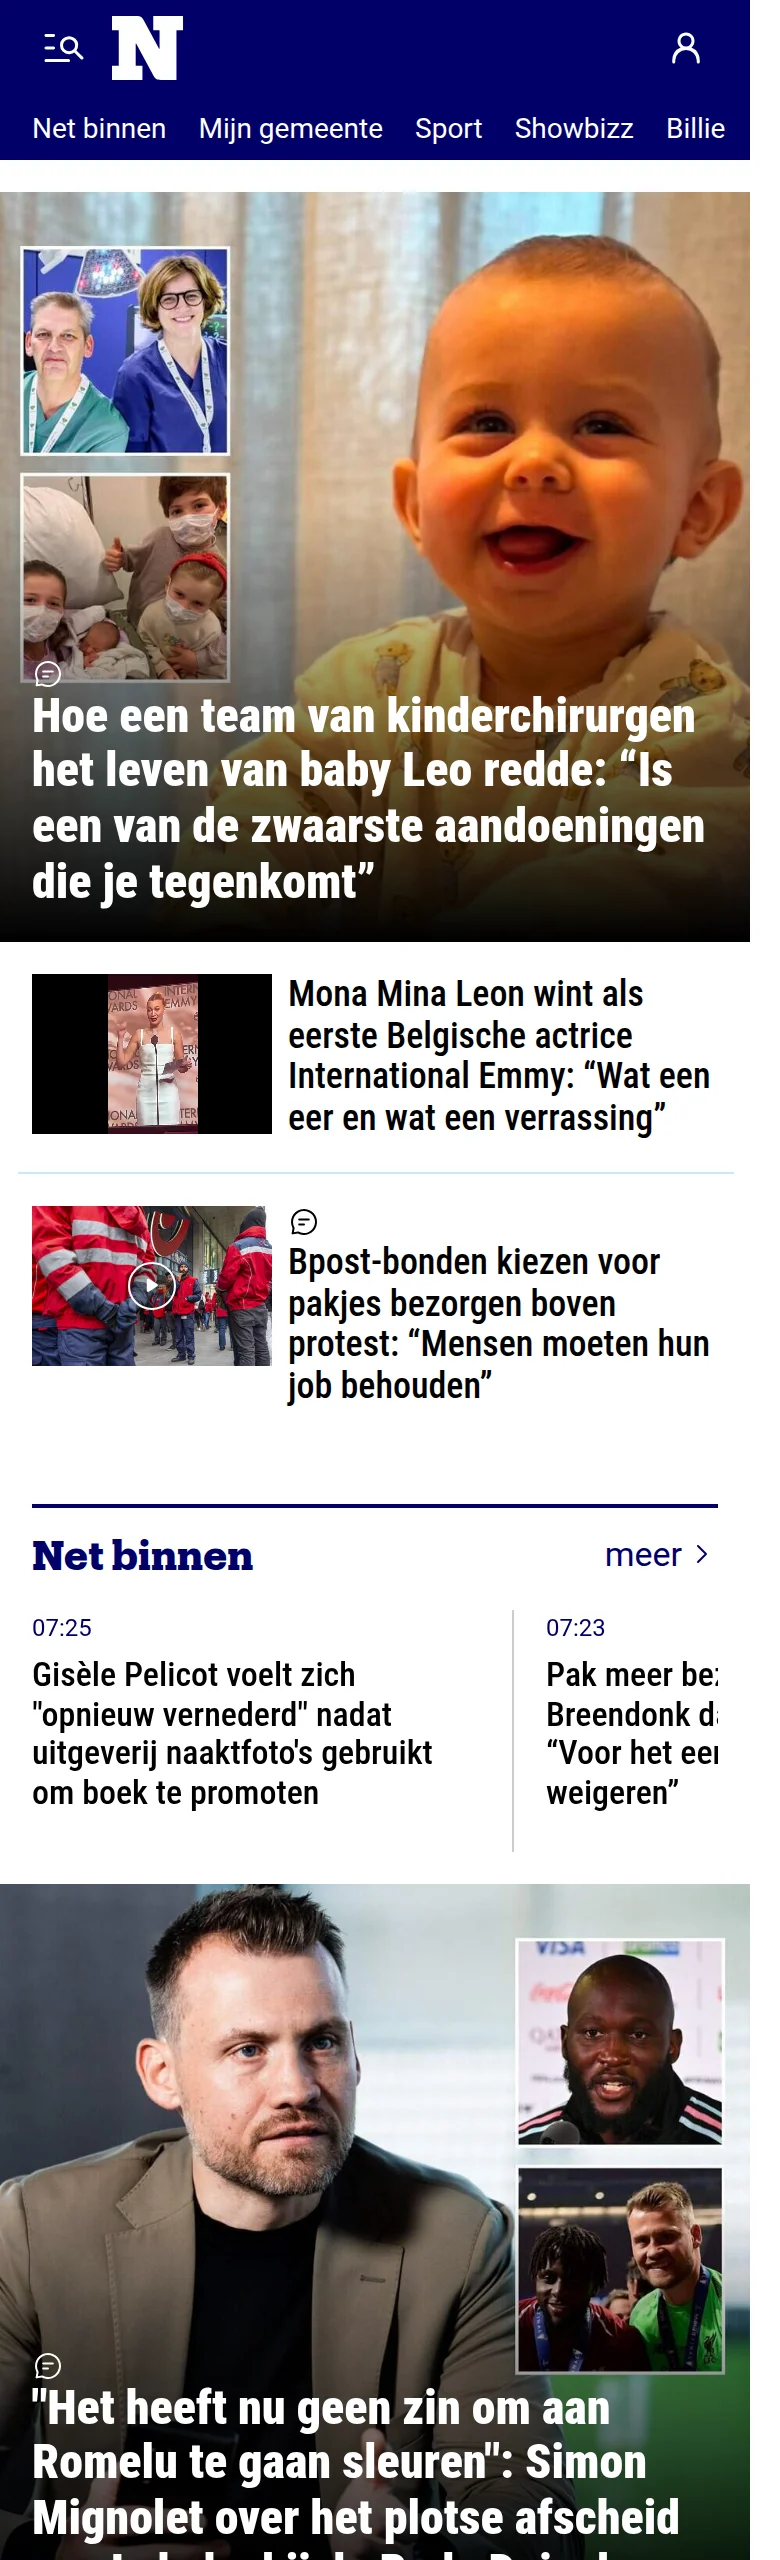 N
Net binnen Mijn gemeente Sport Showbizz Billie
Hoe een team van kinderchirurgen
het leven van baby Leo redde: “Is
een van de zwaarste aandoeningen
die je tegenkomt”
Mona Mina Leon wint als
eerste Belgische actrice
International Emmy: “Wat een
eer en wat een verrassing”
Bpost-bonden kiezen voor
pakjes bezorgen boven
protest: “Mensen moeten hun
job behouden”
Net binnen
meer
07:25
Gisèle Pelicot voelt zich
"opnieuw vernederd" nadat
uitgeverij naaktfoto's gebruikt
om boek te promoten
07:23
Pak meer
Breendonk
“Voor het
weigeren”
VISA
"Het heeft nu geen zin om aan
Romelu te gaan sleuren": Simon
Mignolet over het plotse afscheid